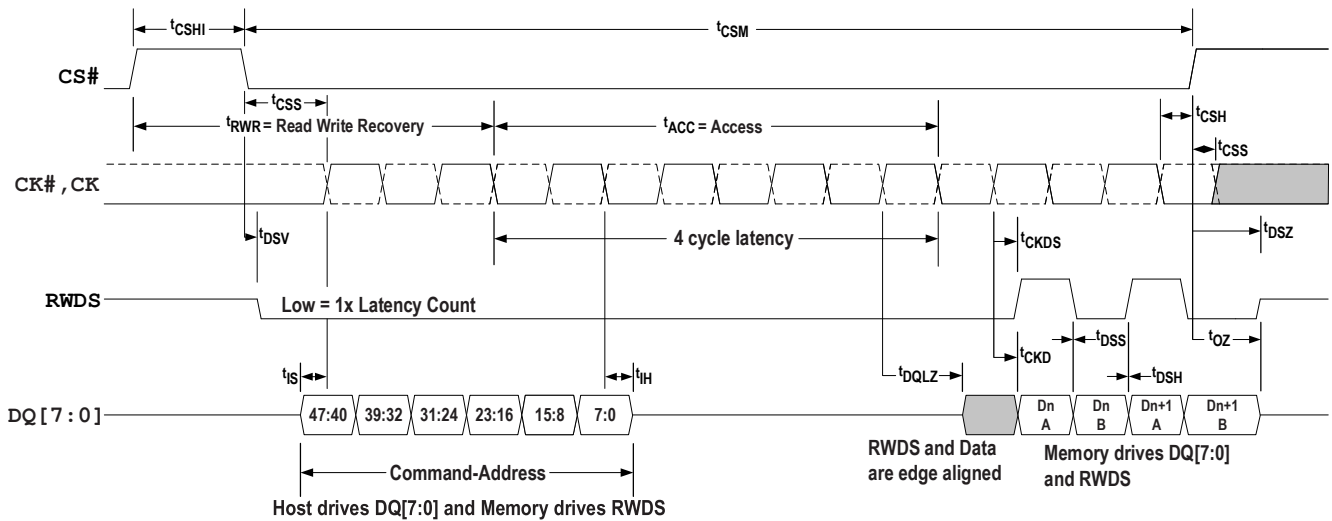 tCSHI
tCSM
CS#
tCSS
tRWR = Read Write Recovery
tACC = Access
tCSH
tCSS
CK#,CK
tDSV
4 cycle latency
tCKDS
tDSZ
RWDS
Low = 1x Latency Count
tIS
tIH
tDQLZ
tCKD
tDSS
tDSH
tOZ
DQ[7:0]
47:40 39:32 31:24 23:16 15:8 7:0
Dn Dn Dn+1 Dn+1
A B A B
Command-Address
RWDS and Data
are edge aligned
Memory drives DQ[7:0]
and RWDS
Host drives DQ[7:0] and Memory drives RWDS